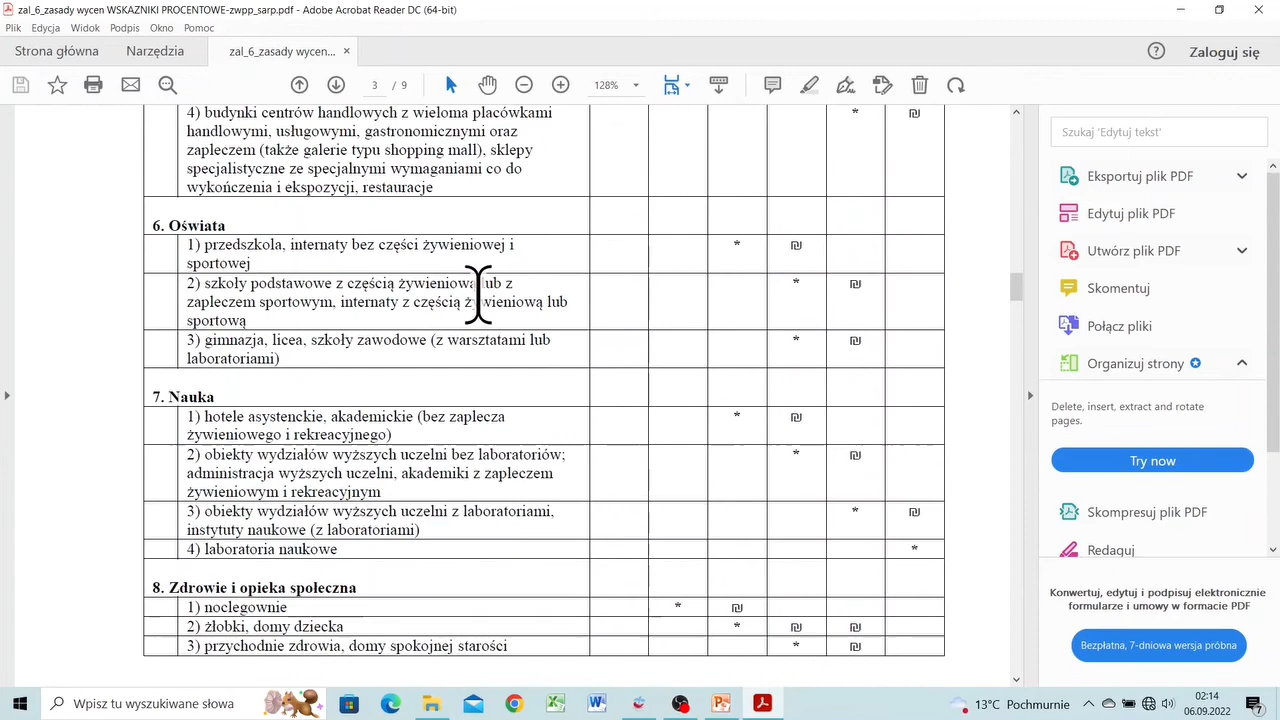 zal_6_zasady wycen WSKAZNIKI PROCENTOWE-zwpp_sarp.pdf - Adobe Acrobat Reader DC (64-bit)
Plik Edycja Widok Podpis Okno Pomoc
Strona główna Narzędzia zal_6_zasady wycen... × Zaloguj się
3 / 9 128%
4) budynki centrów handlowych z wieloma placówkami * ₪
handlowymi, usługowymi, gastronomicznymi oraz
zapleczem (także galerie typu shopping mall), sklepy
specjalistyczne ze specjalnymi wymaganiami co do
wykończenia i ekspozycji, restauracje
6. Oświata
1) przedszkola, internaty bez części żywieniowej i * ₪
sportowej
2) szkoły podstawowe z częścią żywieniową lub z * ₪
zapleczem sportowym, internaty z częścią żywieniową lub
sportową
3) gimnazja, licea, szkoły zawodowe (z warsztatami lub * ₪
laboratoriami)
7. Nauka
1) hotele asystenckie, akademickie (bez zaplecza * ₪
żywieniowego i rekreacyjnego)
2) obiekty wydziałów wyższych uczelni bez laboratoriów; * ₪
administracja wyższych uczelni, akademiki z zapleczem
żywieniowym i rekreacyjnym
3) obiekty wydziałów wyższych uczelni z laboratoriami, * ₪
instytuty naukowe (z laboratoriami)
4) laboratoria naukowe *
8. Zdrowie i opieka społeczna
1) noclegownie * ₪
2) żłobki, domy dziecka * ₪ ₪
3) przychodnie zdrowia, domy spokojnej starości * ₪
Szukaj 'Edytuj tekst'
Eksportuj plik PDF
Edytuj plik PDF
Utwórz plik PDF
Skomentuj
Połącz pliki
Organizuj strony
Delete, insert, extract and rotate
pages.
Try now
Skompresuj plik PDF
Redaguj
Konwertuj, edytuj i podpisuj elektronicznie
formularze i umowy w formacie PDF
Bezpłatna, 7-dniowa wersja próbna
Wpisz tu wyszukiwane słowa
13°C Pochmurnie
02:14
06.09.2022
7